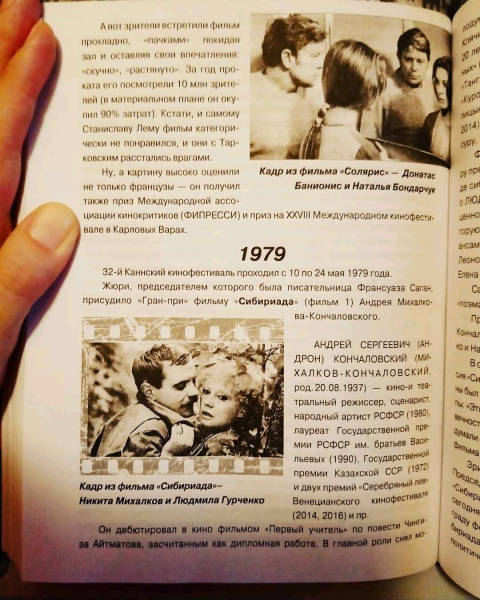 А вот зрители встретили фильм
прохладно, «пачками» покидая
зал и оставляя свои впечатления:
«скучно», «растянуто». За год про-
ката его посмотрели 10 млн зрите-
лей (в материальном плане он оку-
пил 90% затрат). Кстати, и самому
Станиславу Лему фильм категори-
чески не понравился, и они с Тар-
ковским расстались врагами.
Ну, а картину высоко оценили
не только французы — он получил
также приз Международной ассо-
Кадр из фильма «Солярис» — Донатас
Банионис и Наталья Бондарчук
циации кинокритиков (ФИПРЕССИ) и приз на XXVIII Международном кинофести-
вале в Карловых Варах.
1979
32-й Каннский кинофестиваль проходил с 10 по 24 мая 1979 года.
Жюри, председателем которого была писательница Франсуаза Саган,
присудило «Гран-при» фильму «Сибириада» (фильм 1) Андрея Михалко-
ва-Кончаловского.
АНДРЕЙ СЕРГЕЕВИЧ (АН-
ДРОН) КОНЧАЛОВСКИЙ (МИ-
ХАЛКОВ-КОНЧАЛОВСКИЙ,
род. 20.08.1937) — кино-и теа-
тральный режиссер, сценарист,
народный артист РСФСР (1980),
лауреат Государственной пре-
мии РСФСР им. братьев Васи-
льевых (1990), Государственной
премии Казахской ССР (1972)
и двух премий «Серебряный лев»
Венецианского кинофестиваля
(2014, 2016) и пр.
Кадр из фильма «Сибириада»—
Никита Михалков и Людмила Гурченко
Он дебютировал в кино фильмом «Первый учитель» по повести Чинги-
за Айтматова, засчитанным как дипломная работа. В главной роли снял мо-